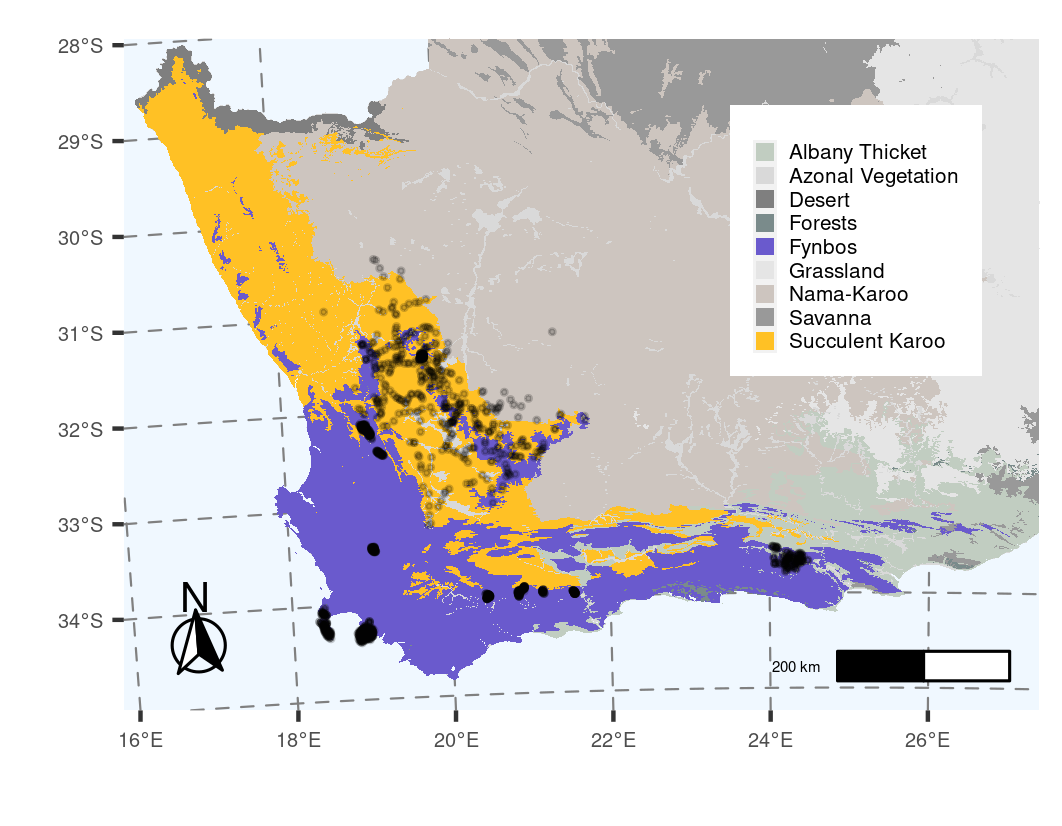 28°S
29°S
30°S
31°S
32°S
33°S
34°S
Albany Thicket
Azonal Vegetation
Desert
Forests
Fynbos
Grassland
Nama-Karoo
Savanna
Succulent Karoo
N
200 km
16°E
18°E
20°E
22°E
24°E
26°E